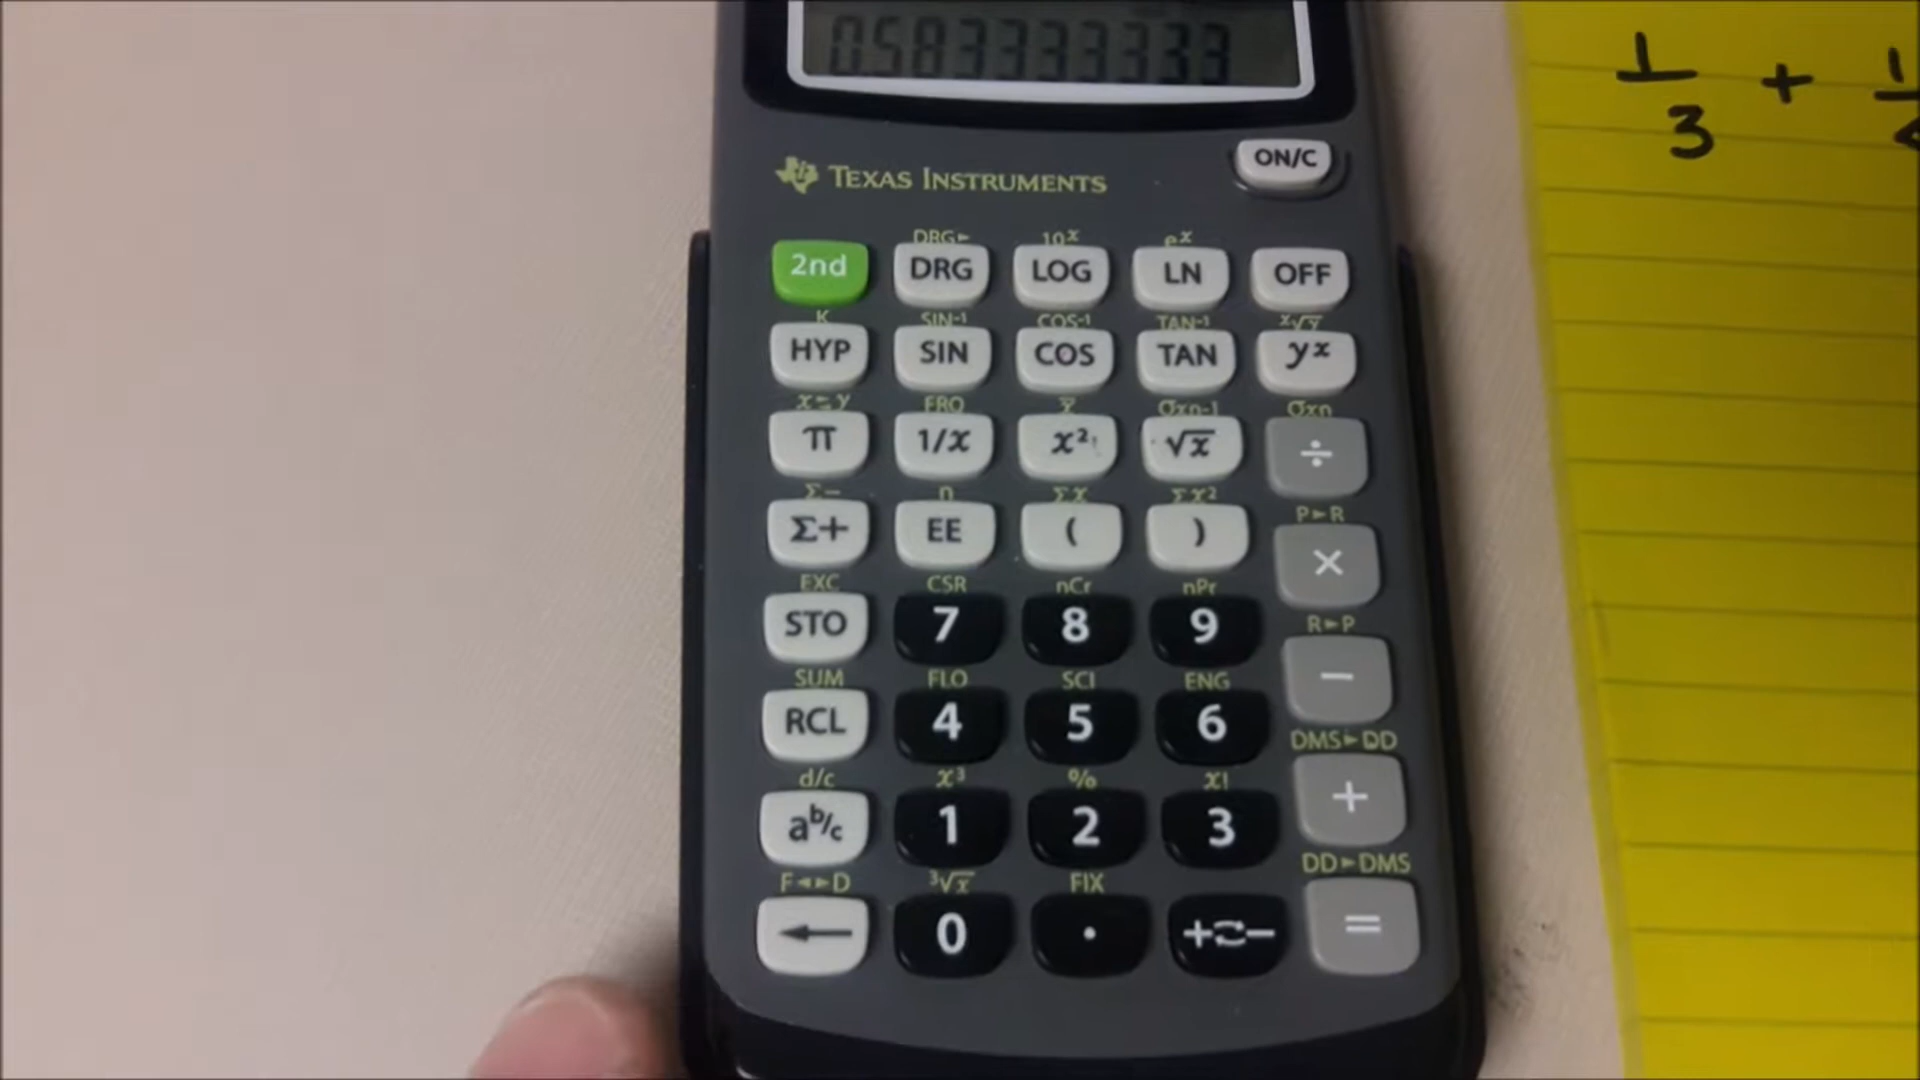 0.583333333
1 + 1
3
TEXAS INSTRUMENTS ON/C
DRG► 10ˣ eˣ
2nd DRG LOG LN OFF
K SIN-1 COS-1 TAN-1 ˣ√y
HYP SIN COS TAN yˣ
x⇆y FRQ x̅ σxn-1 σxn
π 1/x x² √x ÷
Σ− n Σx Σx²
Σ+ EE ( )
P►R
×
EXC CSR nCr nPr
STO 7 8 9
R►P
−
SUM FLO SCI ENG
RCL 4 5 6
DMS►DD
+
d/c x³ % x!
ab/c 1 2 3
DD►DMS
F◄►D ³√x FIX
← 0 . +⇆− =